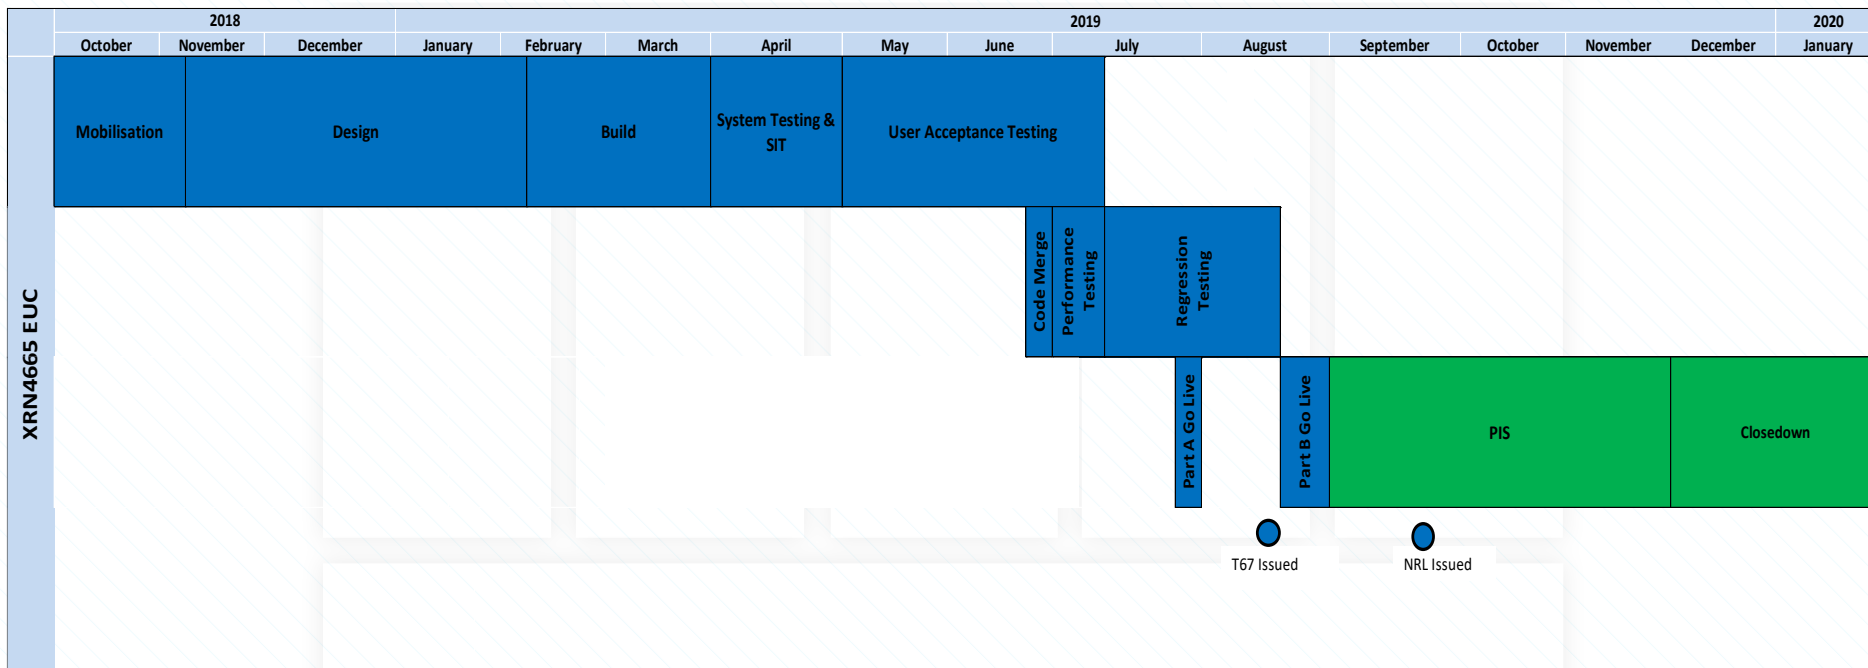 2018
2019
2020
October
November
December
January
February
March
April
May
June
July
August
September
October
November
December
January
XRN4665 EUC
Mobilisation
Design
Build
System Testing &
SIT
User Acceptance Testing
Code Merge
Performance
Testing
Regression
Testing
Part A Go Live
Part B Go Live
PIS
Closedown
T67 Issued
NRL Issued